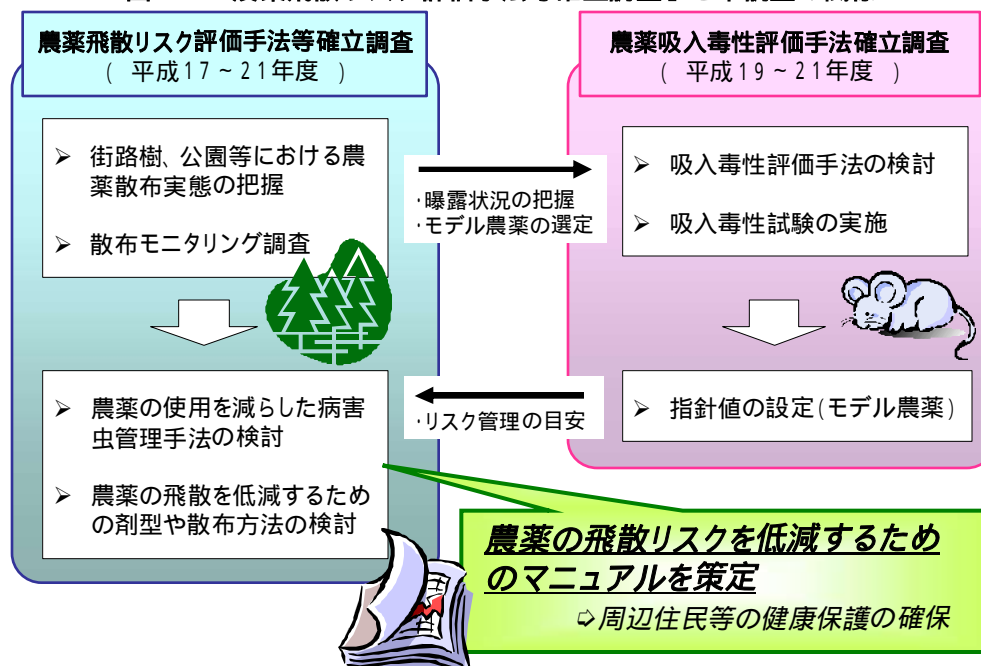 農薬飛散リスク評価手法等確立調査
( 平成17~21年度 )
➢ 街路樹、公園等における農
薬散布実態の把握
➢ 散布モニタリング調査
➢ 農薬の使用を減らした病害
虫管理手法の検討
➢ 農薬の飛散を低減するため
の剤型や散布方法の検討
・曝露状況の把握
・モデル農薬の選定
・リスク管理の目安
農薬吸入毒性評価手法確立調査
( 平成19~21年度 )
➢ 吸入毒性評価手法の検討
➢ 吸入毒性試験の実施
➢ 指針値の設定(モデル農薬)
農薬の飛散リスクを低減するため
のマニュアルを策定
⇨周辺住民等の健康保護の確保